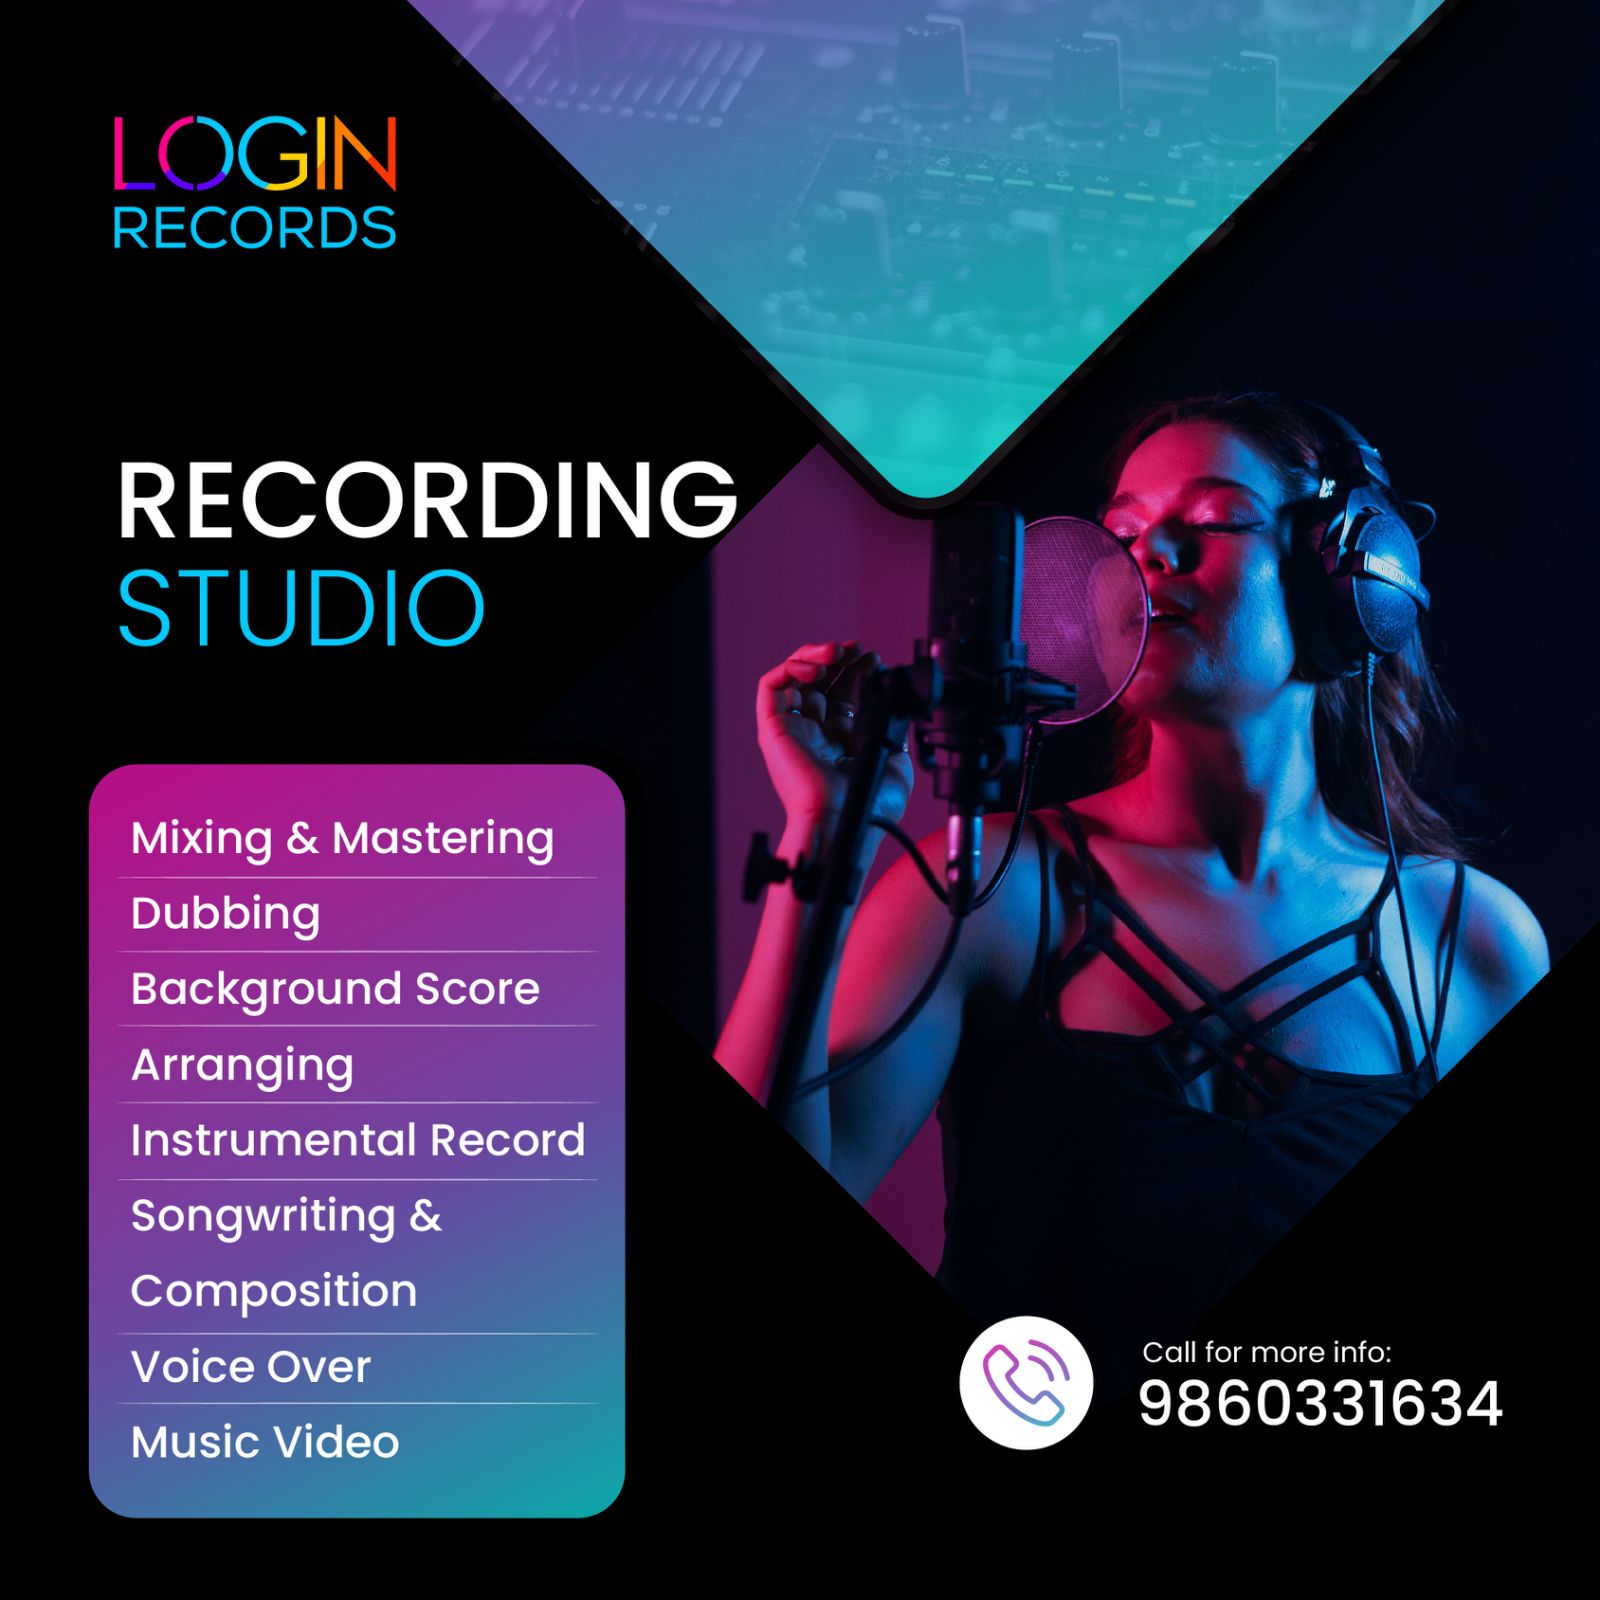 LOGIN
RECORDS
RECORDING
STUDIO
Mixing & Mastering
Dubbing
Background Score
Arranging
Instrumental Record
Songwriting &
Composition
Voice Over
Music Video
Call for more info:
9860331634